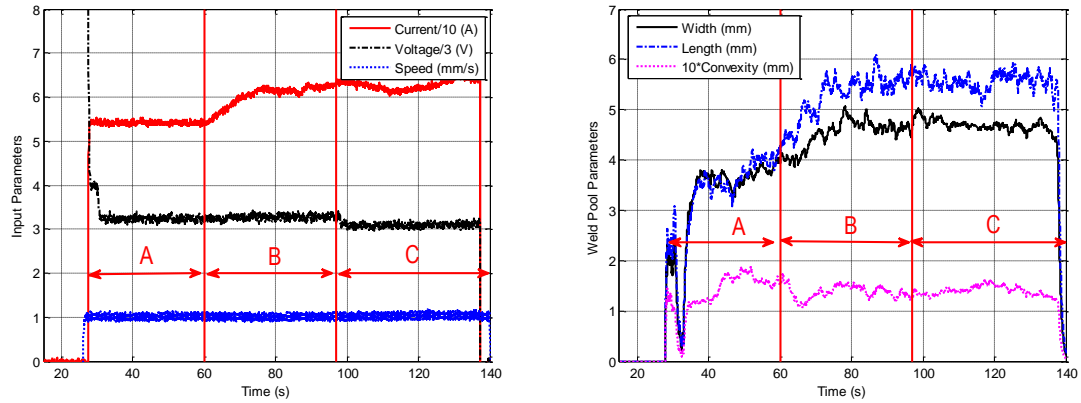 Input Parameters
8
7
6
5
4
3
2
1
0
Current/10 (A)
Voltage/3 (V)
Speed (mm/s)
A
B
C
20
40
60
80
100
120
140
Time (s)
Weld Pool Parameters
7
6
5
4
3
2
1
0
Width (mm)
Length (mm)
10*Convexity (mm)
A
B
C
20
40
60
80
100
120
140
Time (s)